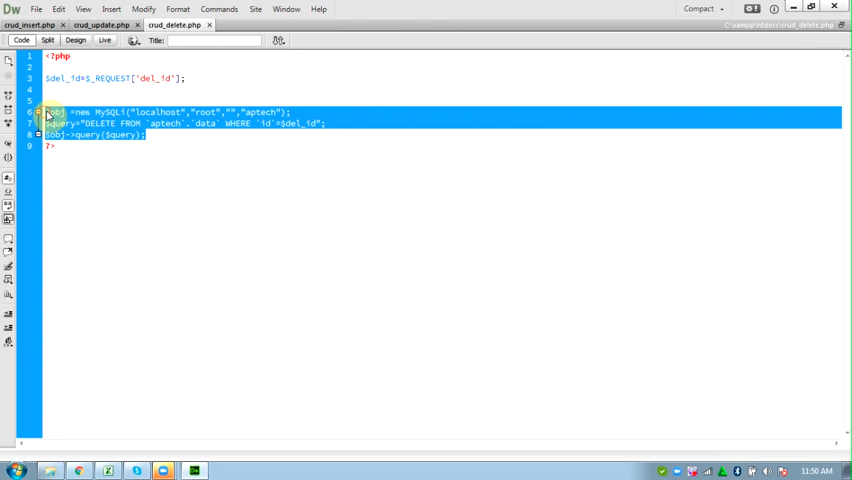 Dw File Edit View Insert Modify Format Commands Site Window Help Compact
crud_insert.php × crud_update.php × crud_delete.php ×
Code Split Design Live Title: C:\xampp\htdocs\crud_delete.php
1 <?php
2
3 $del_id=$_REQUEST['del_id'];
4
5
6 $obj =new MySQLi("localhost","root","","aptech");
7 $query="DELETE FROM `aptech`.`data` WHERE `id`=$del_id";
8 $obj->query($query);
9 ?>
Dw 11:50 AM